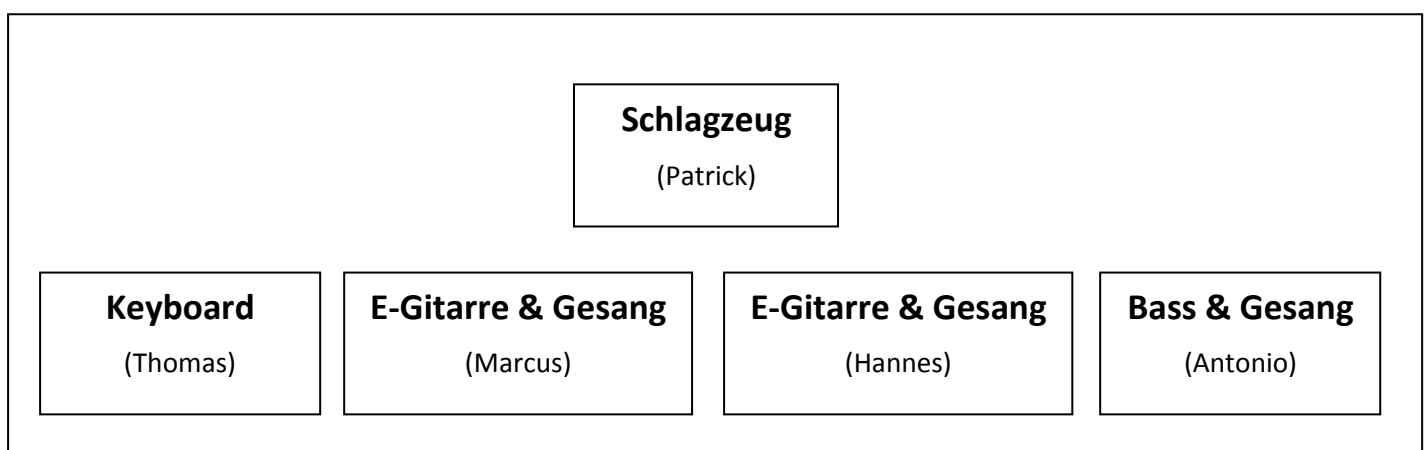 Schlagzeug
(Patrick)
Keyboard
(Thomas)
E-Gitarre & Gesang
(Marcus)
E-Gitarre & Gesang
(Hannes)
Bass & Gesang
(Antonio)